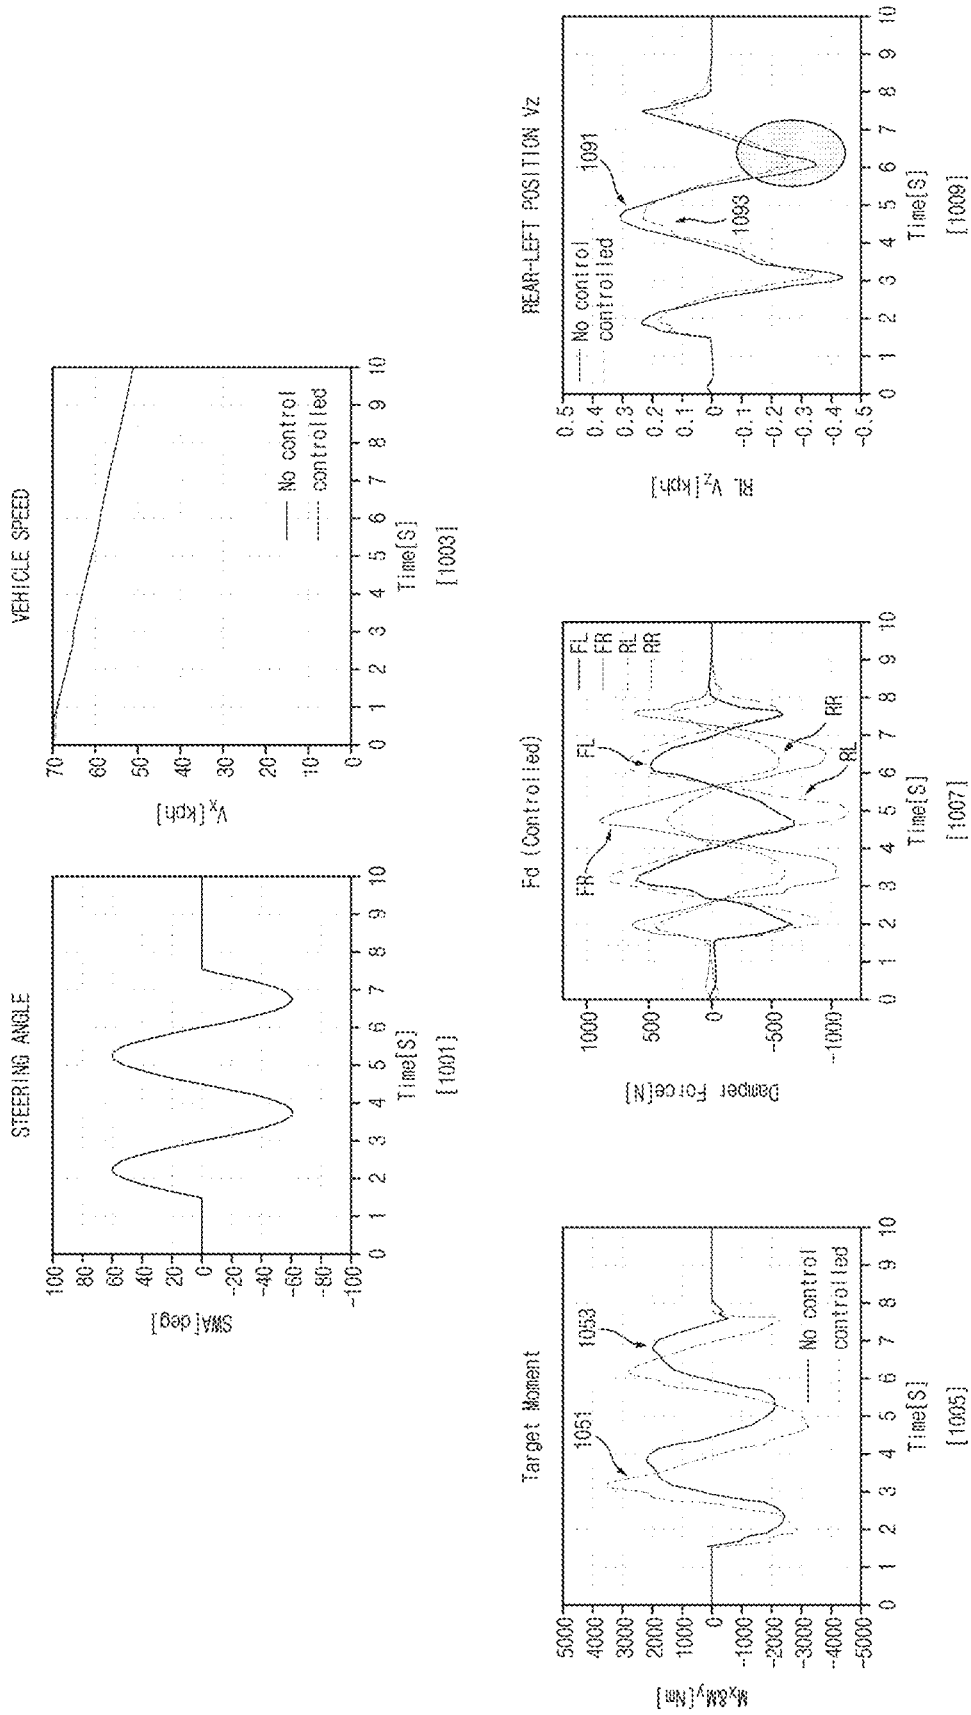 STEERING ANGLE
SWA[deg]
100
80
60
40
20
0
-20
-40
-60
-80
-100
0 1 2 3 4 5 6 7 8 9 10
Time[S]
[1001]
VEHICLE SPEED
Vx[kph]
70
60
50
40
30
20
10
0
No control
controlled
0 1 2 3 4 5 6 7 8 9 10
Time[S]
[1003]
Target Moment
Mx&My[Nm]
5000
4000
3000
2000
1000
0
-1000
-2000
-3000
-4000
-5000
1051
1053
No control
controlled
0 1 2 3 4 5 6 7 8 9 10
Time[S]
[1005]
Fd (Controlled)
Damper Force[N]
1000
500
0
-500
-1000
FL
FR
RL
RR
FR
FL
RR
RL
0 1 2 3 4 5 6 7 8 9 10
Time[S]
[1007]
REAR-LEFT POSITION Vz
RL Vz[kph]
0.5
0.4
0.3
0.2
0.1
0
-0.1
-0.2
-0.3
-0.4
-0.5
No control
controlled
1091
1093
0 1 2 3 4 5 6 7 8 9 10
Time[S]
[1009]